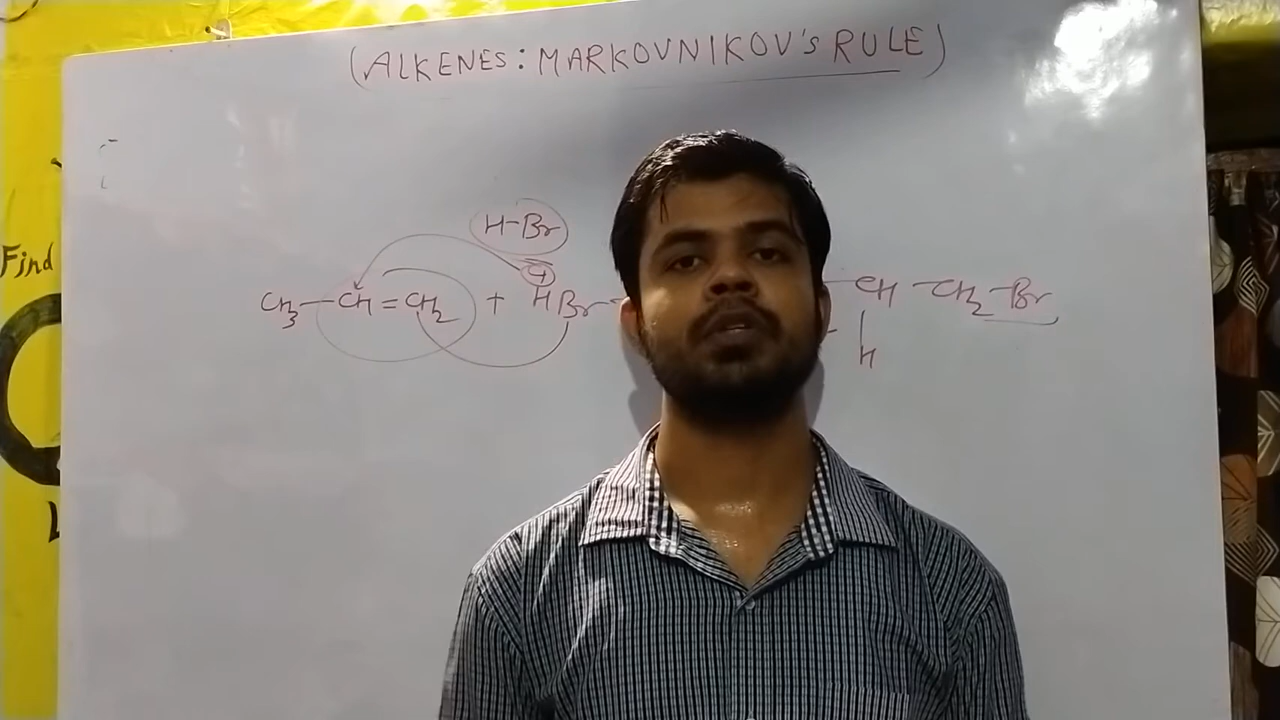 (ALKENES: MARKOVNIKOV'S RULE)
H-Br
Find
CH3-CH=CH2 + HBr - -CH-CH2-Br
H